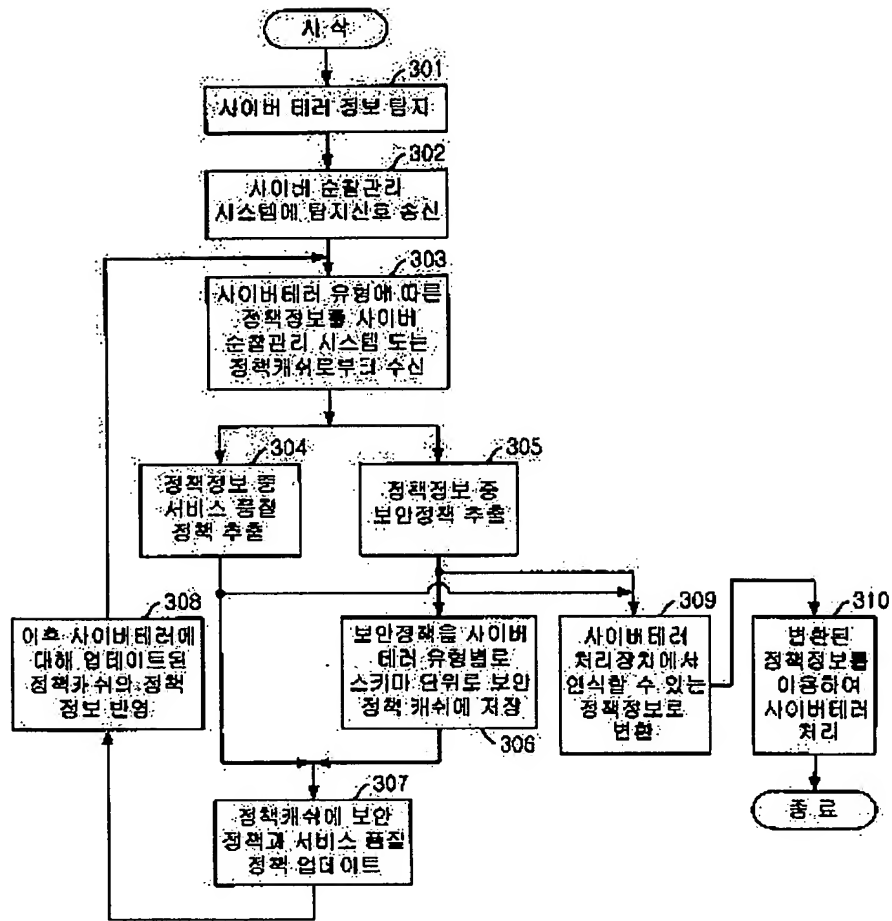 시 작
301
사이버 테러 정보 탐지
302
사이버 순찰관리
시스템에 탐지신호 송신
303
사이버테러 유형에 따른
정책정보를 사이버
순찰관리 시스템 또는
정책캐쉬로부터 수신
304
정책정보 중
서비스 품질
정책 추출
305
정책정보 중
보안정책 추출
308
이후 사이버테러에
대해 업데이트된
정책캐쉬의 정책
정보 반영
보안정책을 사이버
테러 유형별로
스키마 단위로 보안
정책 캐쉬에 저장
306
309
사이버테러
처리장치에서
인식할 수 있는
정책정보로
변환
310
변환된
정책정보를
이용하여
사이버테러
처리
307
정책캐쉬에 보안
정책과 서비스 품질
정책 업데이트
종 료